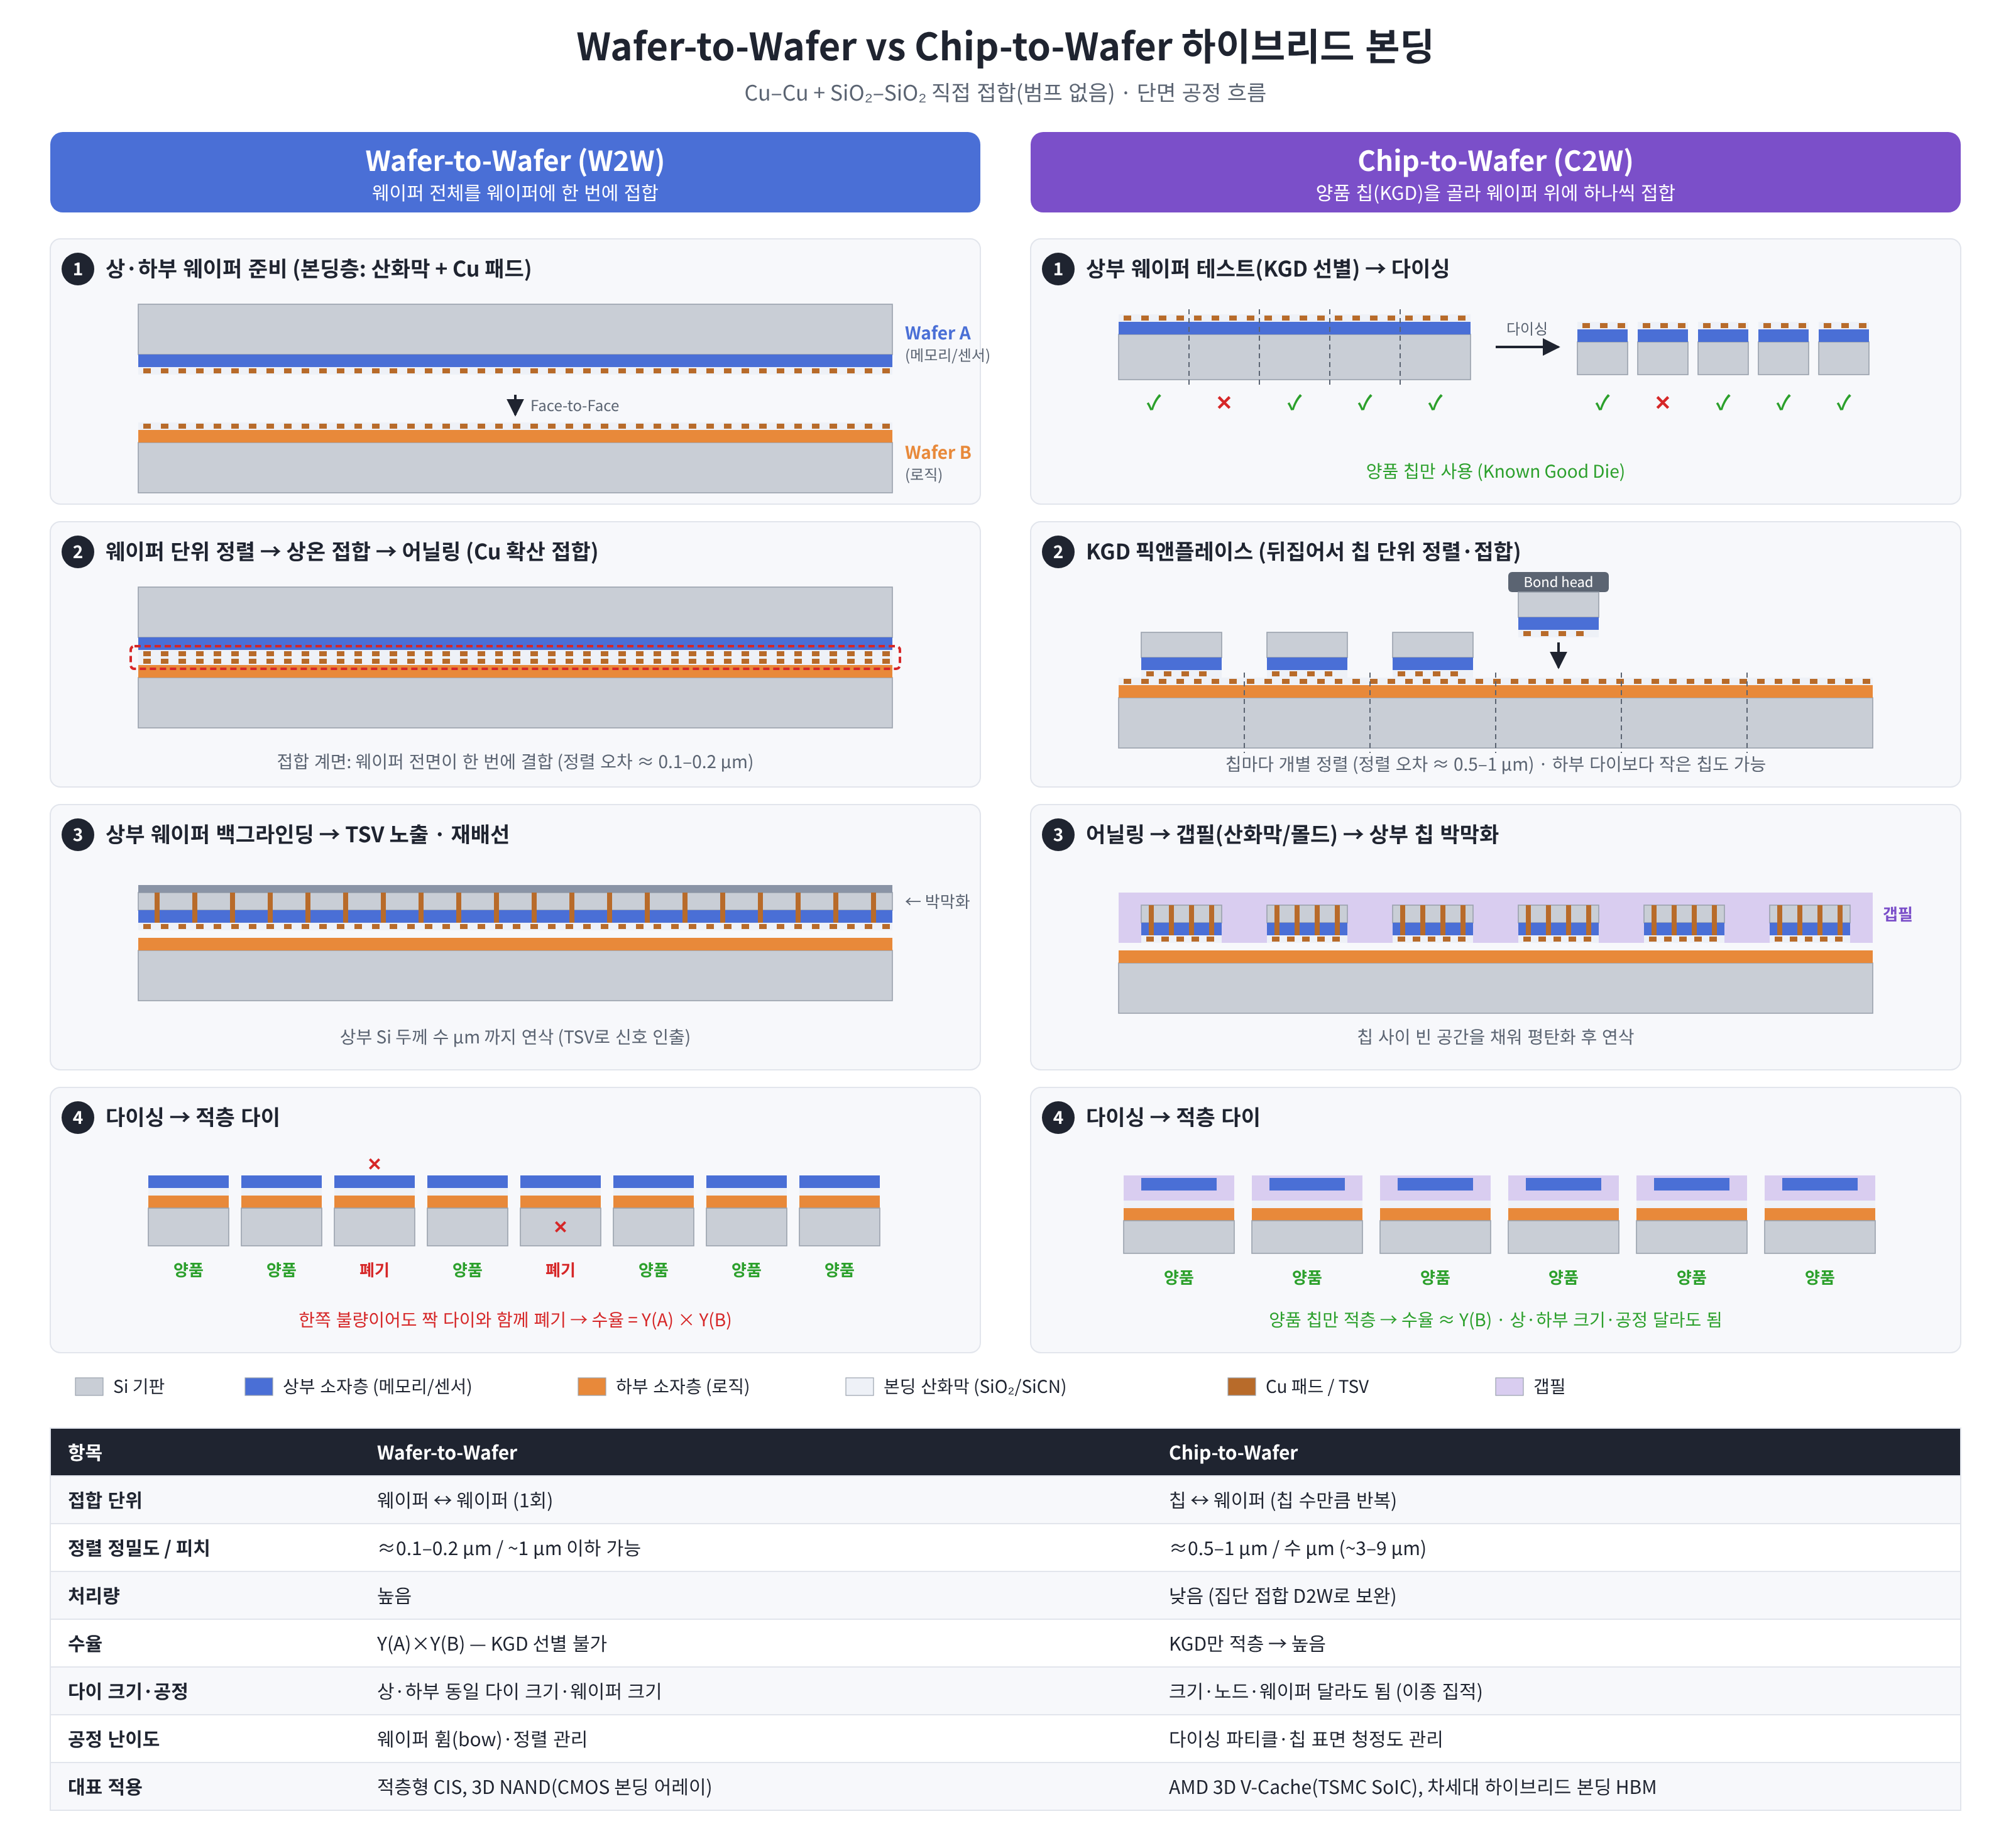 Wafer-to-Wafer vs Chip-to-Wafer 하이브리드 본딩
Cu–Cu + SiO₂–SiO₂ 직접 접합(범프 없음) · 단면 공정 흐름
Wafer-to-Wafer (W2W)
웨이퍼 전체를 웨이퍼에 한 번에 접합
1 상·하부 웨이퍼 준비 (본딩층: 산화막 + Cu 패드)
Wafer A
(메모리/센서)
Face-to-Face
Wafer B
(로직)
2 웨이퍼 단위 정렬 → 상온 접합 → 어닐링 (Cu 확산 접합)
접합 계면: 웨이퍼 전면이 한 번에 결합 (정렬 오차 ≈ 0.1–0.2 μm)
3 상부 웨이퍼 백그라인딩 → TSV 노출 · 재배선
← 박막화
상부 Si 두께 수 μm 까지 연삭 (TSV로 신호 인출)
4 다이싱 → 적층 다이
×
×
양품 양품 폐기 양품 폐기 양품 양품 양품
한쪽 불량이어도 짝 다이와 함께 폐기 → 수율 = Y(A) × Y(B)
Chip-to-Wafer (C2W)
양품 칩(KGD)을 골라 웨이퍼 위에 하나씩 접합
1 상부 웨이퍼 테스트(KGD 선별) → 다이싱
다이싱
✓ × ✓ ✓ ✓ ✓ × ✓ ✓ ✓
양품 칩만 사용 (Known Good Die)
2 KGD 픽앤플레이스 (뒤집어서 칩 단위 정렬·접합)
Bond head
칩마다 개별 정렬 (정렬 오차 ≈ 0.5–1 μm) · 하부 다이보다 작은 칩도 가능
3 어닐링 → 갭필(산화막/몰드) → 상부 칩 박막화
갭필
칩 사이 빈 공간을 채워 평탄화 후 연삭
4 다이싱 → 적층 다이
양품 양품 양품 양품 양품 양품
양품 칩만 적층 → 수율 ≈ Y(B) · 상·하부 크기·공정 달라도 됨
Si 기판 상부 소자층 (메모리/센서) 하부 소자층 (로직) 본딩 산화막 (SiO₂/SiCN) Cu 패드 / TSV 갭필
항목 Wafer-to-Wafer Chip-to-Wafer
접합 단위 웨이퍼 ↔ 웨이퍼 (1회) 칩 ↔ 웨이퍼 (칩 수만큼 반복)
정렬 정밀도 / 피치 ≈0.1–0.2 μm / ~1 μm 이하 가능 ≈0.5–1 μm / 수 μm (~3–9 μm)
처리량 높음 낮음 (집단 접합 D2W로 보완)
수율 Y(A)×Y(B) — KGD 선별 불가 KGD만 적층 → 높음
다이 크기·공정 상·하부 동일 다이 크기·웨이퍼 크기 크기·노드·웨이퍼 달라도 됨 (이종 집적)
공정 난이도 웨이퍼 휨(bow)·정렬 관리 다이싱 파티클·칩 표면 청정도 관리
대표 적용 적층형 CIS, 3D NAND(CMOS 본딩 어레이) AMD 3D V-Cache(TSMC SoIC), 차세대 하이브리드 본딩 HBM